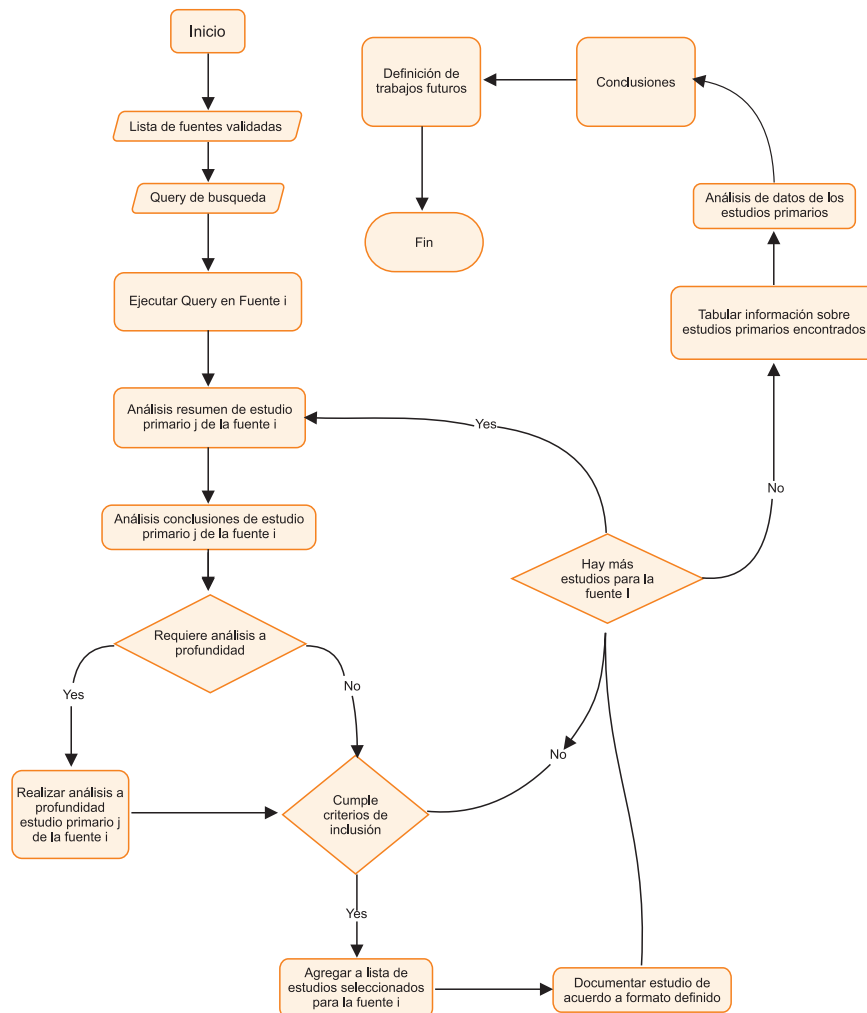 Inicio
Lista de fuentes validadas
Query de busqueda
Ejecutar Query en Fuente i
Análisis resumen de estudio
primario j de la fuente i
Análisis conclusiones de estudio
primario j de la fuente i
Requiere análisis a
profundidad
Yes
No
Realizar análisis a
profundidad
estudio primario j
de la fuente i
Cumple
criterios de
inclusión
No
Yes
Agregar a lista de
estudios seleccionados
para la fuente i
Documentar estudio de
acuerdo a formato definido
Hay más
estudios para la
fuente I
Yes
No
Tabular información sobre
estudios primarios encontrados
Análisis de datos de los
estudios primarios
Conclusiones
Definición de
trabajos futuros
Fin